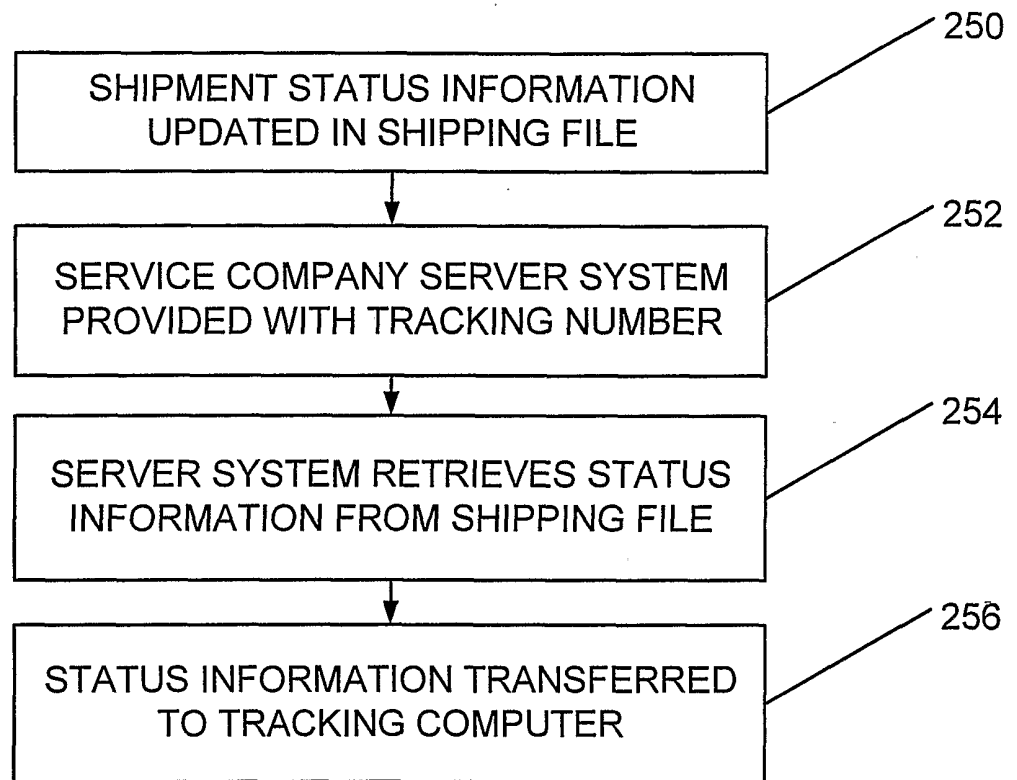 250
SHIPMENT STATUS INFORMATION
UPDATED IN SHIPPING FILE
252
SERVICE COMPANY SERVER SYSTEM
PROVIDED WITH TRACKING NUMBER
254
SERVER SYSTEM RETRIEVES STATUS
INFORMATION FROM SHIPPING FILE
256
STATUS INFORMATION TRANSFERRED
TO TRACKING COMPUTER